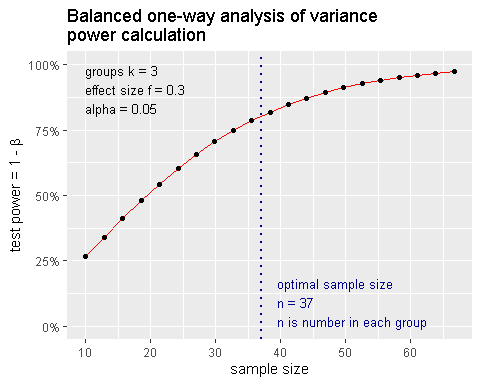 Balanced one-way analysis of variance
power calculation
100%
75%
50%
25%
0%
test power = 1 - β
groups k = 3
effect size f = 0.3
alpha = 0.05
optimal sample size
n = 37
n is number in each group
10 20 30 40 50 60
sample size